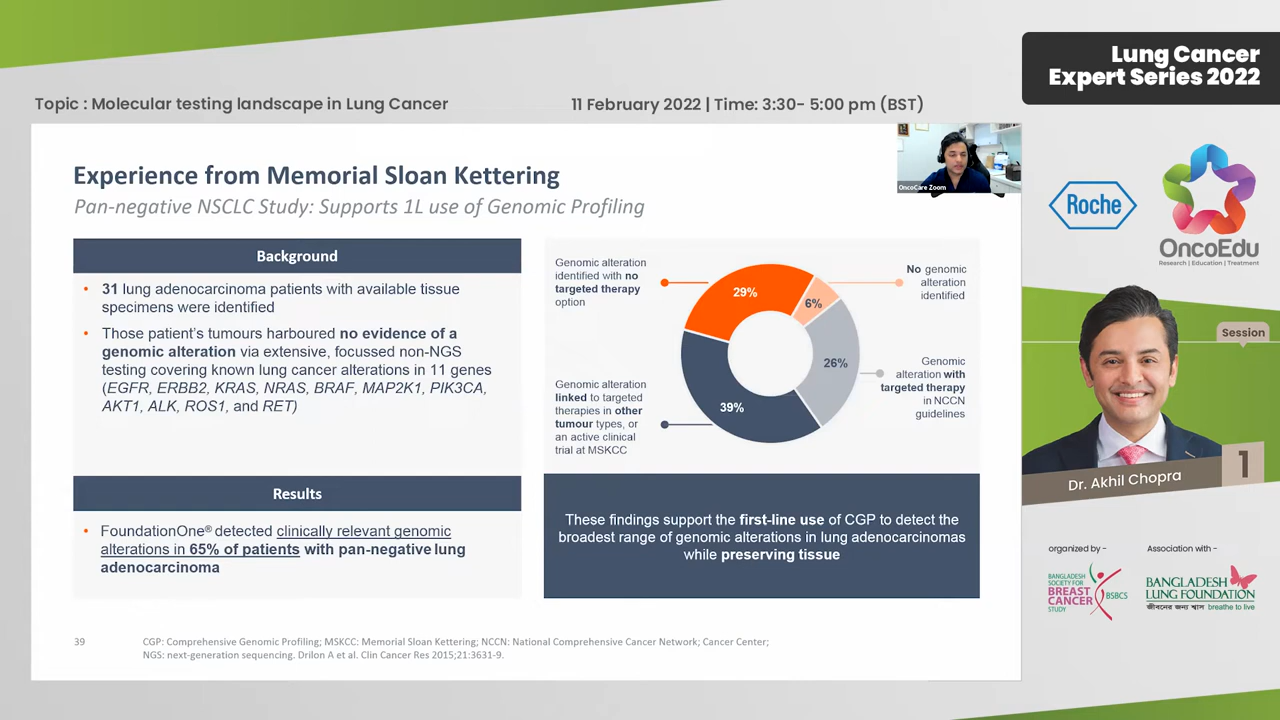 Lung Cancer
Expert Series 2022
Topic : Molecular testing landscape in Lung Cancer
11 February 2022 | Time: 3:30- 5:00 pm (BST)
OncoCare Zoom
Experience from Memorial Sloan Kettering
Pan-negative NSCLC Study: Supports 1L use of Genomic Profiling
Background
• 31 lung adenocarcinoma patients with available tissue
specimens were identified
• Those patient's tumours harboured no evidence of a
genomic alteration via extensive, focussed non-NGS
testing covering known lung cancer alterations in 11 genes
(EGFR, ERBB2, KRAS, NRAS, BRAF, MAP2K1, PIK3CA,
AKT1, ALK, ROS1, and RET)
Results
• FoundationOne® detected clinically relevant genomic
alterations in 65% of patients with pan-negative lung
adenocarcinoma
Genomic alteration
identified with no
targeted therapy
option
29%
6%
No genomic
alteration
identified
26%
Genomic
alteration with
targeted therapy
in NCCN
guidelines
Genomic alteration
linked to targeted
therapies in other
tumour types, or
an active clinical
trial at MSKCC
39%
These findings support the first-line use of CGP to detect the
broadest range of genomic alterations in lung adenocarcinomas
while preserving tissue
39
CGP: Comprehensive Genomic Profiling; MSKCC: Memorial Sloan Kettering; NCCN: National Comprehensive Cancer Network; Cancer Center;
NGS: next-generation sequencing. Drilon A et al. Clin Cancer Res 2015;21:3631-9.
Roche
OncoEdu
Research | Education | Treatment
Session
1
Dr. Akhil Chopra
organized by -
Association with -
BANGLADESH
SOCIETY FOR
BREAST
CANCER
STUDY
BSBCS
BANGLADESH
LUNG FOUNDATION
জীবনের জন্য শ্বাস breathe to live